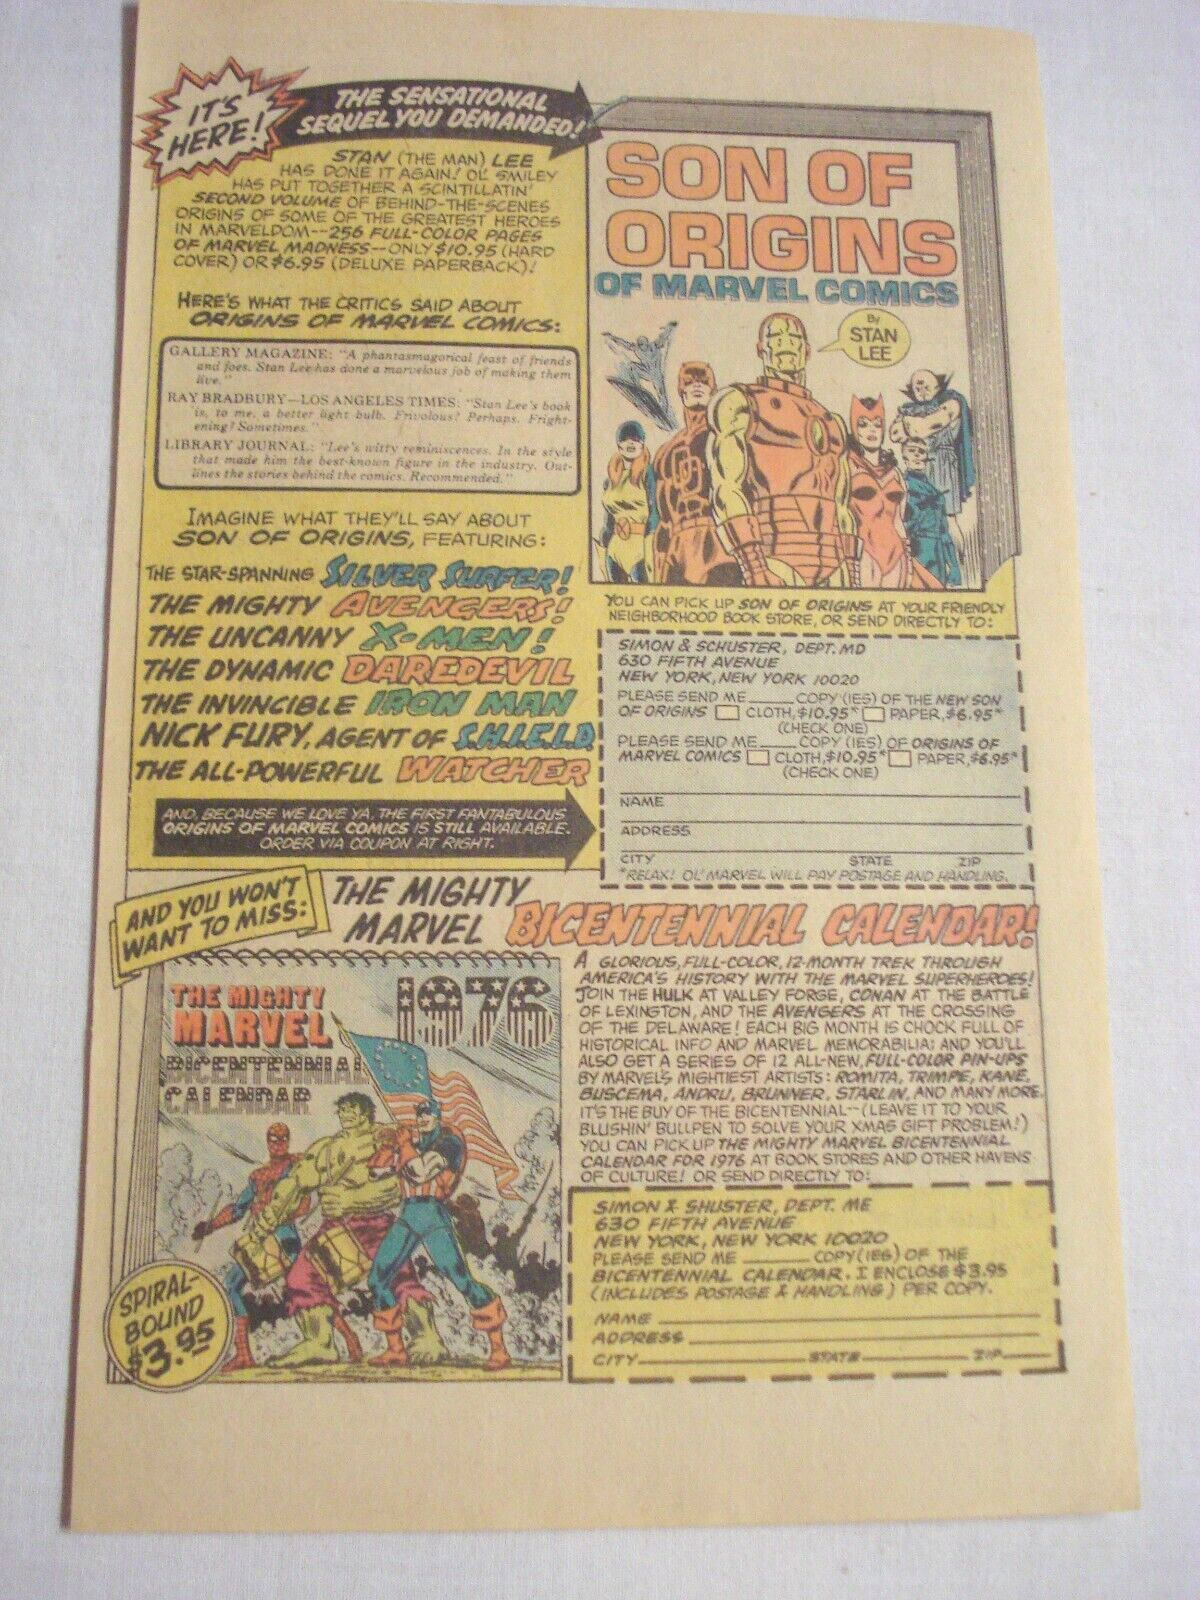 IT'S
HERE!
THE SENSATIONAL
SEQUEL YOU DEMANDED!
STAN (THE MAN) LEE
HAS DONE IT AGAIN! OL' SMILEY
HAS PUT TOGETHER A SCINTILLATIN'
SECOND VOLUME OF BEHIND-THE-SCENES
ORIGINS OF SOME OF THE GREATEST HEROES
IN MARVELDOM--256 FULL-COLOR PAGES
OF MARVEL MADNESS--ONLY $10.95 (HARD
COVER) OR $6.95 (DELUXE PAPERBACK)!
HERE'S WHAT THE CRITICS SAID ABOUT
ORIGINS OF MARVEL COMICS:
GALLERY MAGAZINE: "A phantasmagorical feast of friends
and foes. Stan Lee has done a marvelous job of making them
live."
RAY BRADBURY—LOS ANGELES TIMES: "Stan Lee's book
is, to me, a better light bulb. Frivolous? Perhaps. Fright-
ening? Sometimes."
LIBRARY JOURNAL: "Lee's witty reminiscences. In the style
that made him the best-known figure in the industry. Out-
lines the stories behind the comics. Recommended."
IMAGINE WHAT THEY'LL SAY ABOUT
SON OF ORIGINS, FEATURING:
THE STAR-SPANNING SILVER SURFER!
THE MIGHTY AVENGERS!
THE UNCANNY X-MEN!
THE DYNAMIC DAREDEVIL
THE INVINCIBLE IRON MAN
NICK FURY, AGENT OF S.H.I.E.L.D.
THE ALL-POWERFUL WATCHER
AND, BECAUSE WE LOVE YA, THE FIRST FANTABULOUS
ORIGINS OF MARVEL COMICS IS STILL AVAILABLE.
ORDER VIA COUPON AT RIGHT.
SON OF
ORIGINS
OF MARVEL COMICS
By
STAN
LEE
YOU CAN PICK UP SON OF ORIGINS AT YOUR FRIENDLY
NEIGHBORHOOD BOOK STORE, OR SEND DIRECTLY TO:
SIMON & SCHUSTER, DEPT. MD
630 FIFTH AVENUE
NEW YORK, NEW YORK 10020
PLEASE SEND ME ____ COPY (IES) OF THE NEW SON
OF ORIGINS CLOTH, $10.95* PAPER, $6.95*
(CHECK ONE)
PLEASE SEND ME ____ COPY (IES) OF ORIGINS OF
MARVEL COMICS CLOTH, $10.95* PAPER, $6.95*
(CHECK ONE)
NAME
ADDRESS
CITY STATE ZIP
*RELAX! OL' MARVEL WILL PAY POSTAGE AND HANDLING.
AND YOU WON'T
WANT TO MISS:
THE MIGHTY
MARVEL BICENTENNIAL CALENDAR!
THE MIGHTY
MARVEL
BICENTENNIAL
CALENDAR
1976
SPIRAL-
BOUND
$3.95
A GLORIOUS, FULL-COLOR, 12-MONTH TREK THROUGH
AMERICA'S HISTORY WITH THE MARVEL SUPERHEROES!
JOIN THE HULK AT VALLEY FORGE, CONAN AT THE BATTLE
OF LEXINGTON, AND THE AVENGERS AT THE CROSSING
OF THE DELAWARE! EACH BIG MONTH IS CHOCK FULL OF
HISTORICAL INFO AND MARVEL MEMORABILIA; AND YOU'LL
ALSO GET A SERIES OF 12 ALL-NEW, FULL-COLOR PIN-UPS
BY MARVEL'S MIGHTIEST ARTISTS: ROMITA, TRIMPE, KANE,
BUSCEMA, ANDRU, BRUNNER, STARLIN, AND MANY MORE.
IT'S THE BUY OF THE BICENTENNIAL--(LEAVE IT TO YOUR
BLUSHIN' BULLPEN TO SOLVE YOUR XMAS GIFT PROBLEM!)
YOU CAN PICK UP THE MIGHTY MARVEL BICENTENNIAL
CALENDAR FOR 1976 AT BOOK STORES AND OTHER HAVENS
OF CULTURE! OR SEND DIRECTLY TO:
SIMON & SHUSTER, DEPT. ME
630 FIFTH AVENUE
NEW YORK, NEW YORK 10020
PLEASE SEND ME ____ COPY(IES) OF THE
BICENTENNIAL CALENDAR. I ENCLOSE $3.95
(INCLUDES POSTAGE & HANDLING) PER COPY.
NAME
ADDRESS
CITY STATE ZIP